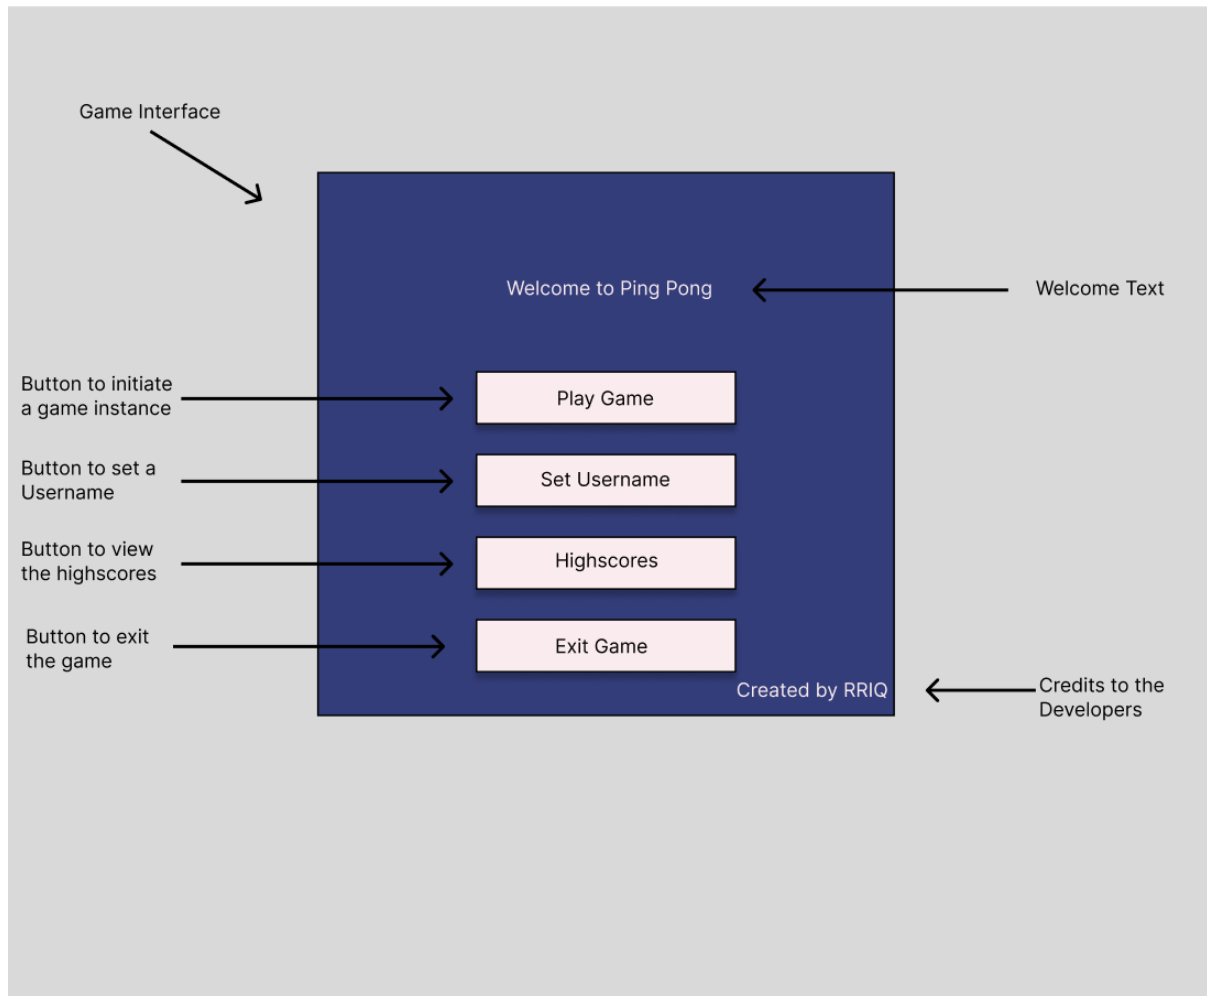 Game Interface
Welcome to Ping Pong
Welcome Text
Button to initiate
a game instance
Play Game
Button to set a
Username
Set Username
Button to view
the highscores
Highscores
Button to exit
the game
Exit Game
Created by RRIQ
Credits to the
Developers